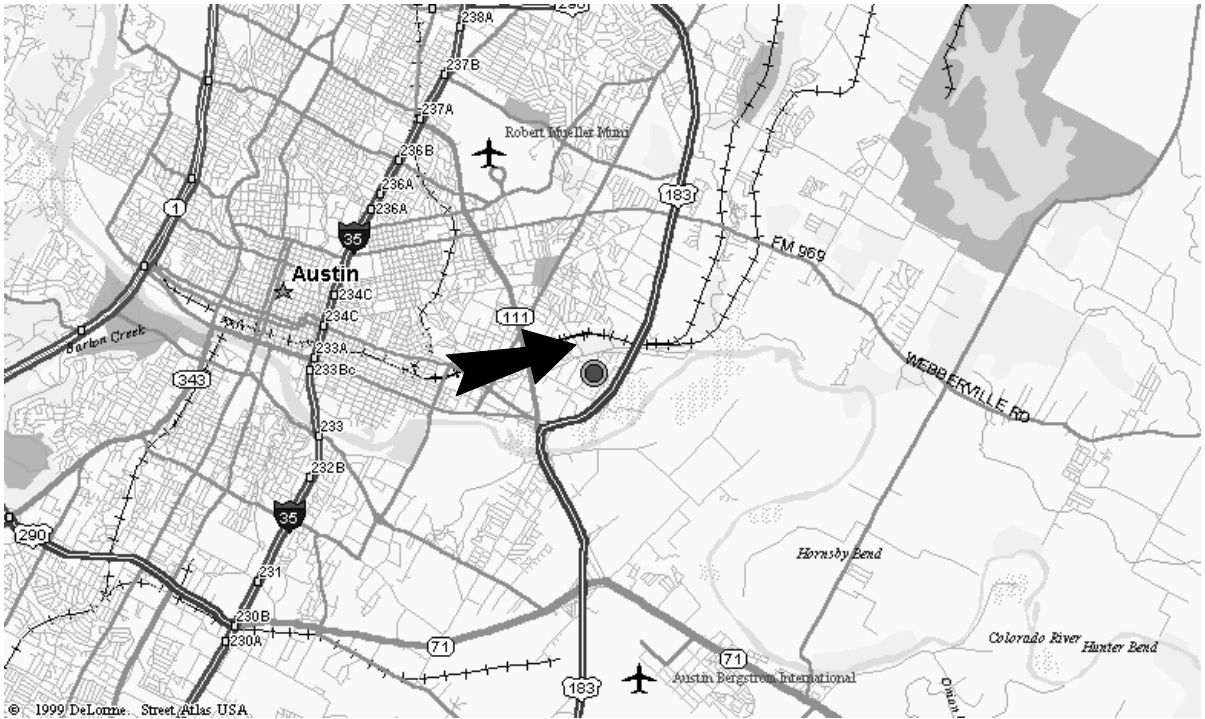 290
238A
237B
237A
Robert Mueller Muni
236B
236A
183
236A
1
35
FM 969
Austin
234C
111
234C
Barton Creek
233A
233Bc
WEBBERVILLE RD
343
233
232B
35
290
Hornsby Bend
231
230B
230A
71
Colorado River
Hunter Bend
71
Austin Bergstrom International
183
Onion
© 1999 DeLorme. Street Atlas USA